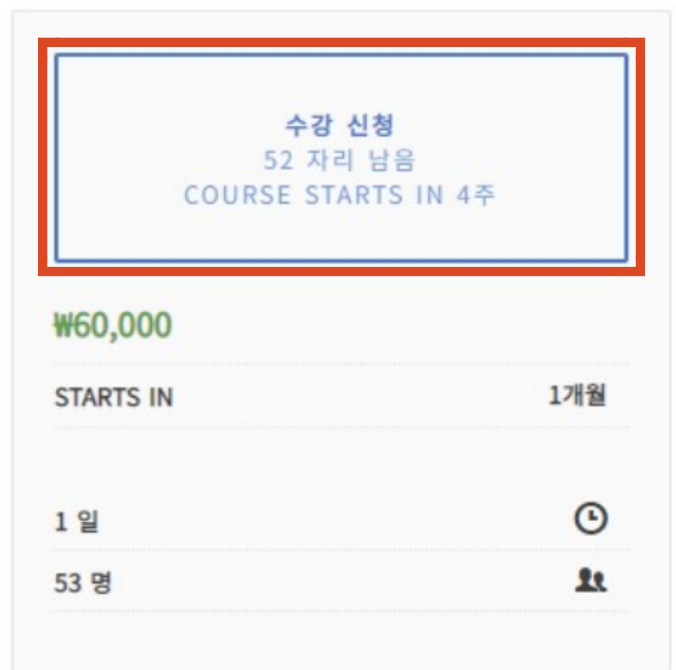 수강 신청
52 자리 남음
COURSE STARTS IN 4주
₩60,000
STARTS IN 1개월
1 일
53 명